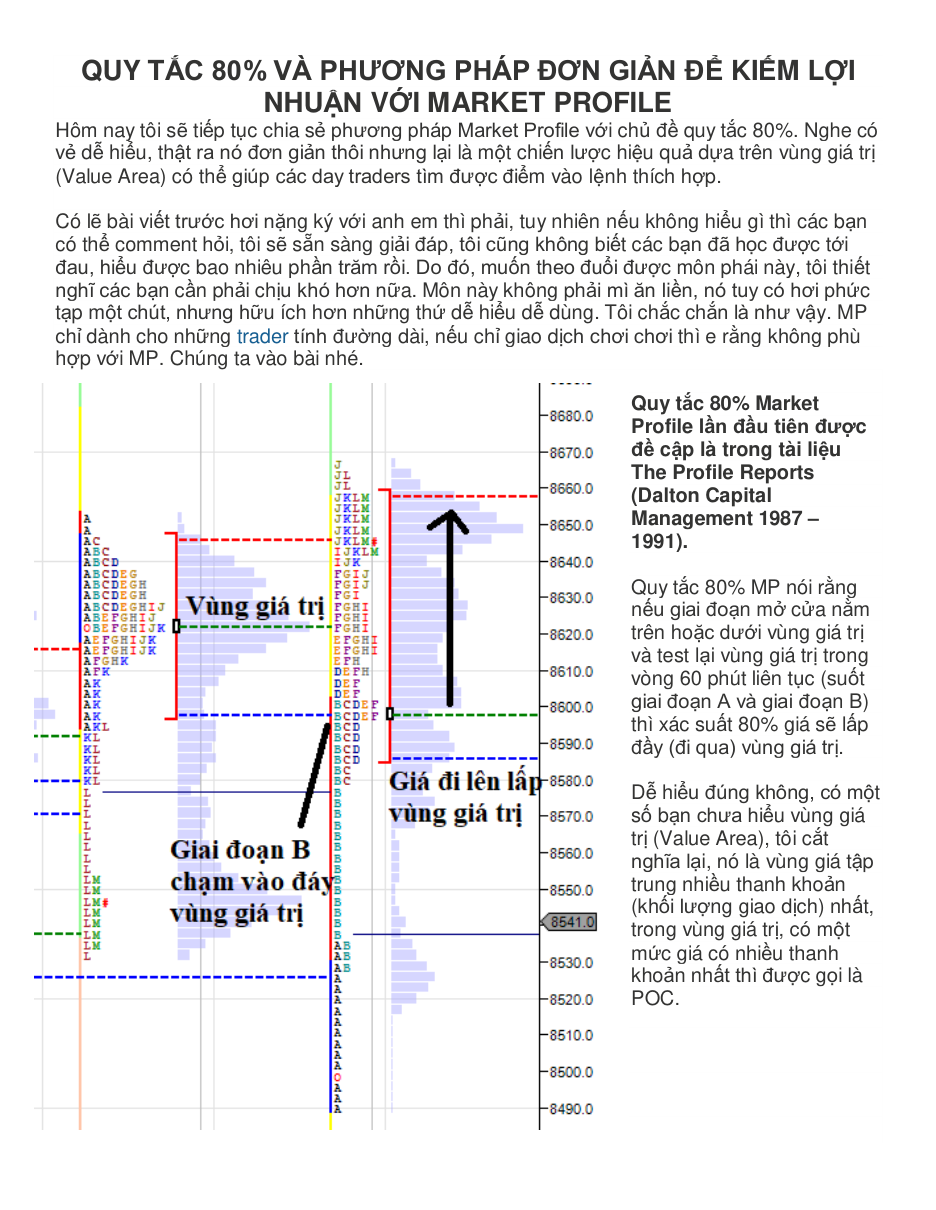 QUY TẮC 80% VÀ PHƯƠNG PHÁP ĐƠN GIẢN ĐỂ KIẾM LỢI
NHUẬN VỚI MARKET PROFILE
Hôm nay tôi sẽ tiếp tục chia sẻ phương pháp Market Profile với chủ đề quy tắc 80%. Nghe có
vẻ dễ hiểu, thật ra nó đơn giản thôi nhưng lại là một chiến lược hiệu quả dựa trên vùng giá trị
(Value Area) có thể giúp các day traders tìm được điểm vào lệnh thích hợp.
Có lẽ bài viết trước hơi nặng ký với anh em thì phải, tuy nhiên nếu không hiểu gì thì các bạn
có thể comment hỏi, tôi sẽ sẵn sàng giải đáp, tôi cũng không biết các bạn đã học được tới
đau, hiểu được bao nhiêu phần trăm rồi. Do đó, muốn theo đuổi được môn phái này, tôi thiết
nghĩ các bạn cần phải chịu khó hơn nữa. Môn này không phải mì ăn liền, nó tuy có hơi phức
tạp một chút, nhưng hữu ích hơn những thứ dễ hiểu dễ dùng. Tôi chắc chắn là như vậy. MP
chỉ dành cho những trader tính đường dài, nếu chỉ giao dịch chơi chơi thì e rằng không phù
hợp với MP. Chúng ta vào bài nhé.
Vùng giá trị
Giai đoạn B
chạm vào đáy
vùng giá trị
Giá đi lên lấp
vùng giá trị
8680.0
8670.0
8660.0
8650.0
8640.0
8630.0
8620.0
8610.0
8600.0
8590.0
8580.0
8570.0
8560.0
8550.0
8541.0
8530.0
8520.0
8510.0
8500.0
8490.0
Quy tắc 80% Market
Profile lần đầu tiên được
đề cập là trong tài liệu
The Profile Reports
(Dalton Capital
Management 1987 –
1991).
Quy tắc 80% MP nói rằng
nếu giai đoạn mở cửa nằm
trên hoặc dưới vùng giá trị
và test lại vùng giá trị trong
vòng 60 phút liên tục (suốt
giai đoạn A và giai đoạn B)
thì xác suất 80% giá sẽ lấp
đầy (đi qua) vùng giá trị.
Dễ hiểu đúng không, có một
số bạn chưa hiểu vùng giá
trị (Value Area), tôi cắt
nghĩa lại, nó là vùng giá tập
trung nhiều thanh khoản
(khối lượng giao dịch) nhất,
trong vùng giá trị, có một
mức giá có nhiều thanh
khoản nhất thì được gọi là
POC.